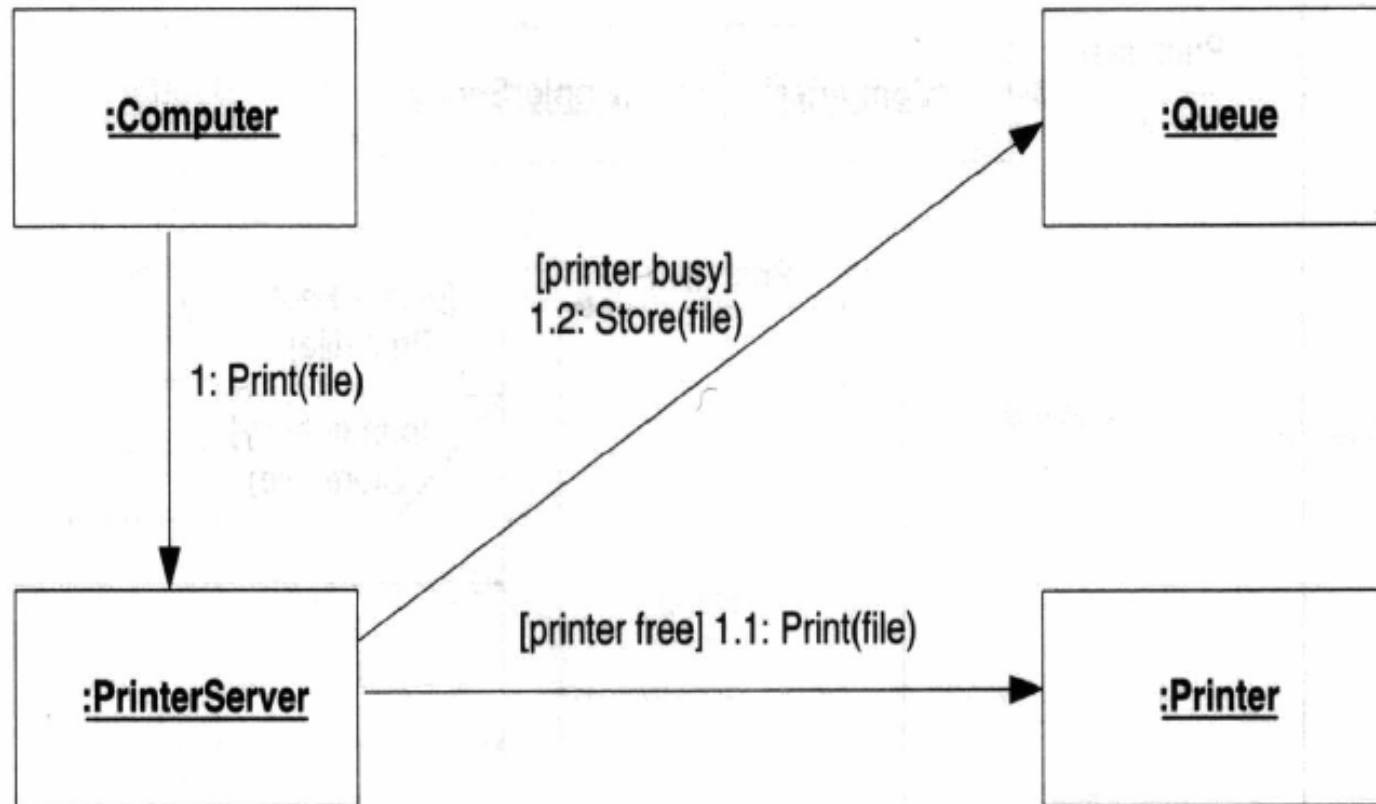 :Computer
:Queue
[printer busy]
1.2: Store(file)
1: Print(file)
[printer free] 1.1: Print(file)
:PrinterServer
:Printer